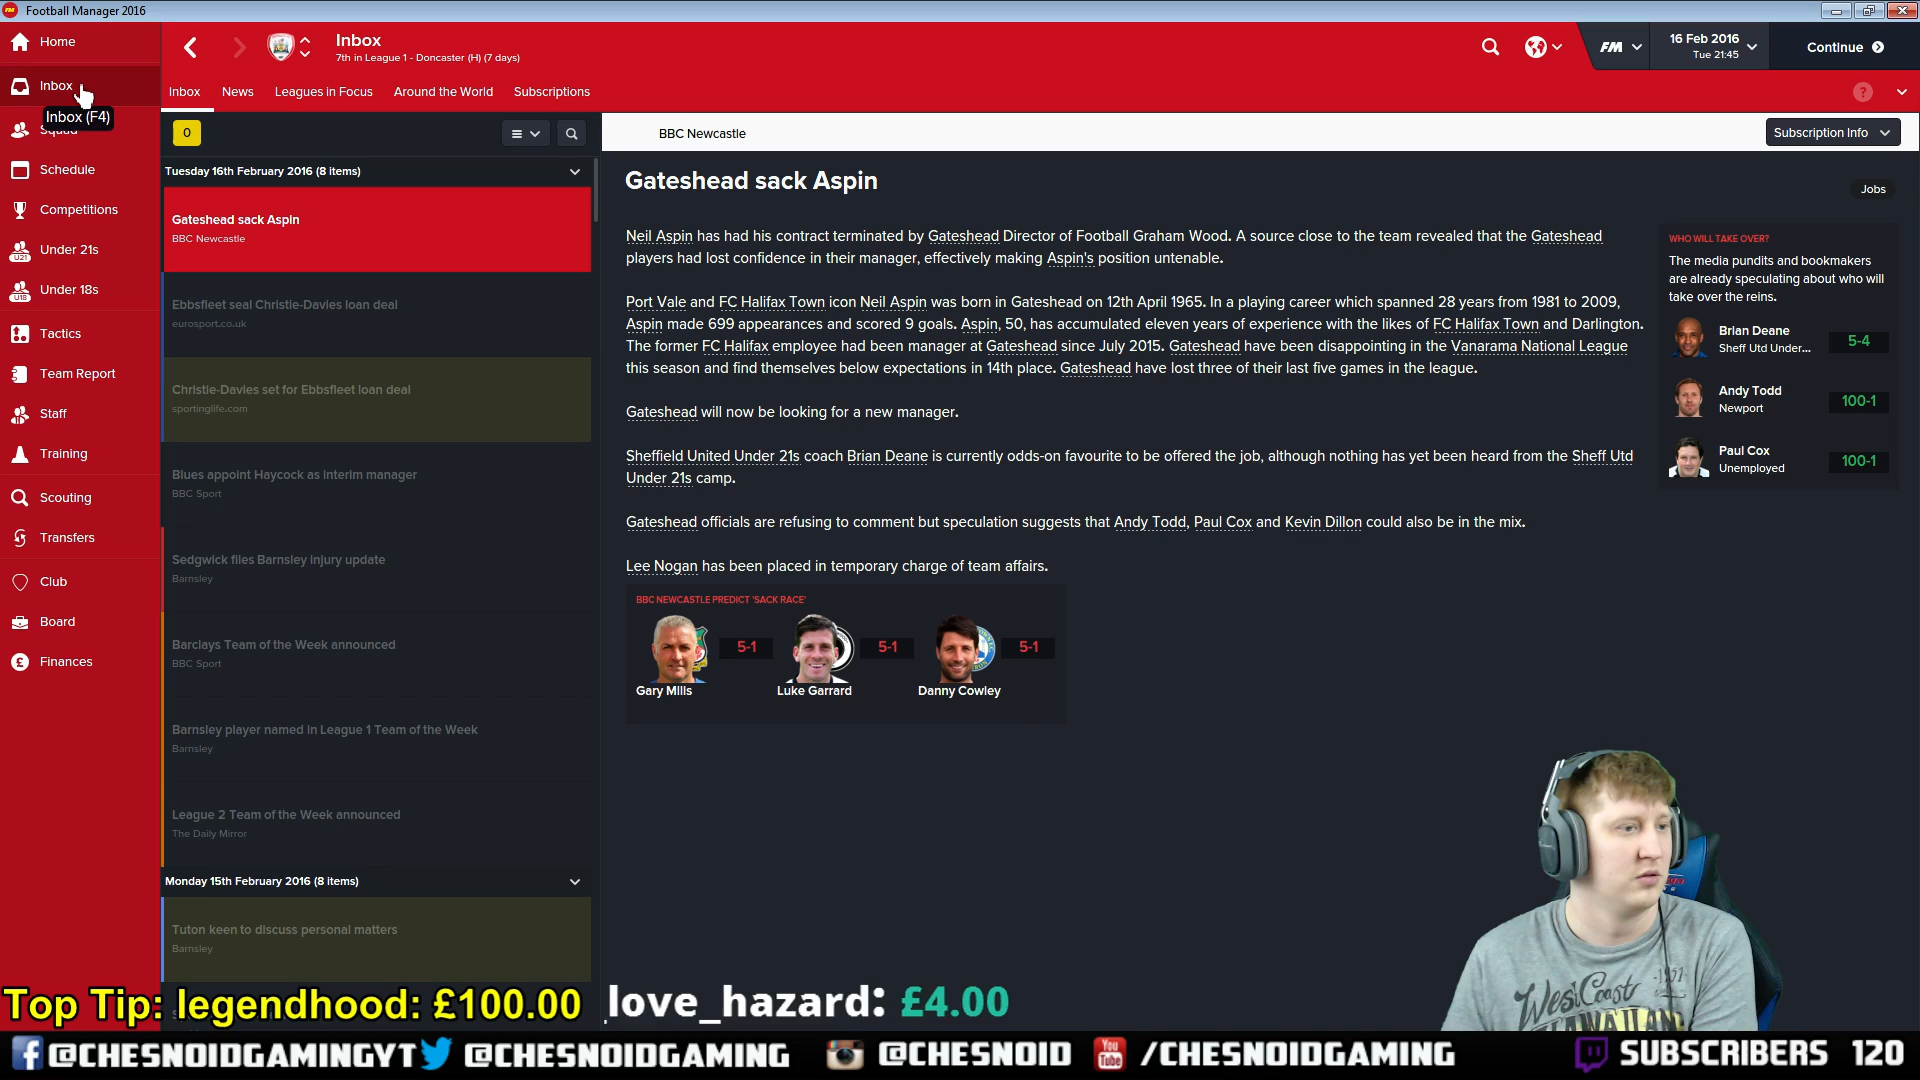 Football Manager 2016
Home
Inbox
Inbox (F4)
Squad
Schedule
Competitions
Under 21s
Under 18s
Tactics
Team Report
Staff
Training
Scouting
Transfers
Club
Board
Finances
Inbox
7th in League 1 - Doncaster (H) (7 days)
FM
16 Feb 2016
Tue 21:45
Continue
Inbox News Leagues in Focus Around the World Subscriptions
0
Tuesday 16th February 2016 (8 items)
Gateshead sack Aspin
BBC Newcastle
Ebbsfleet seal Christie-Davies loan deal
eurosport.co.uk
Christie-Davies set for Ebbsfleet loan deal
sportinglife.com
Blues appoint Haycock as interim manager
BBC Sport
Sedgwick files Barnsley injury update
Barnsley
Barclays Team of the Week announced
BBC Sport
Barnsley player named in League 1 Team of the Week
Barnsley
League 2 Team of the Week announced
The Daily Mirror
Monday 15th February 2016 (8 items)
Tuton keen to discuss personal matters
Barnsley
BBC Newcastle
Subscription Info
Gateshead sack Aspin
Jobs
Neil Aspin has had his contract terminated by Gateshead Director of Football Graham Wood. A source close to the team revealed that the Gateshead
players had lost confidence in their manager, effectively making Aspin's position untenable.
Port Vale and FC Halifax Town icon Neil Aspin was born in Gateshead on 12th April 1965. In a playing career which spanned 28 years from 1981 to 2009,
Aspin made 699 appearances and scored 9 goals. Aspin, 50, has accumulated eleven years of experience with the likes of FC Halifax Town and Darlington.
The former FC Halifax employee had been manager at Gateshead since July 2015. Gateshead have been disappointing in the Vanarama National League
this season and find themselves below expectations in 14th place. Gateshead have lost three of their last five games in the league.
Gateshead will now be looking for a new manager.
Sheffield United Under 21s coach Brian Deane is currently odds-on favourite to be offered the job, although nothing has yet been heard from the Sheff Utd
Under 21s camp.
Gateshead officials are refusing to comment but speculation suggests that Andy Todd, Paul Cox and Kevin Dillon could also be in the mix.
Lee Nogan has been placed in temporary charge of team affairs.
BBC NEWCASTLE PREDICT 'SACK RACE'
5-1 5-1 5-1
Gary Mills Luke Garrard Danny Cowley
WHO WILL TAKE OVER?
The media pundits and bookmakers
are already speculating about who will
take over the reins.
Brian Deane
Sheff Utd Under...
5-4
Andy Todd
Newport
100-1
Paul Cox
Unemployed
100-1
West Coast
-1951
HAWAIIAN
Top Tip: legendhood: £100.00
love_hazard: £4.00
@CHESNOIDGAMINGYT @CHESNOIDGAMING @CHESNOID You Tube /CHESNOIDGAMING SUBSCRIBERS 120